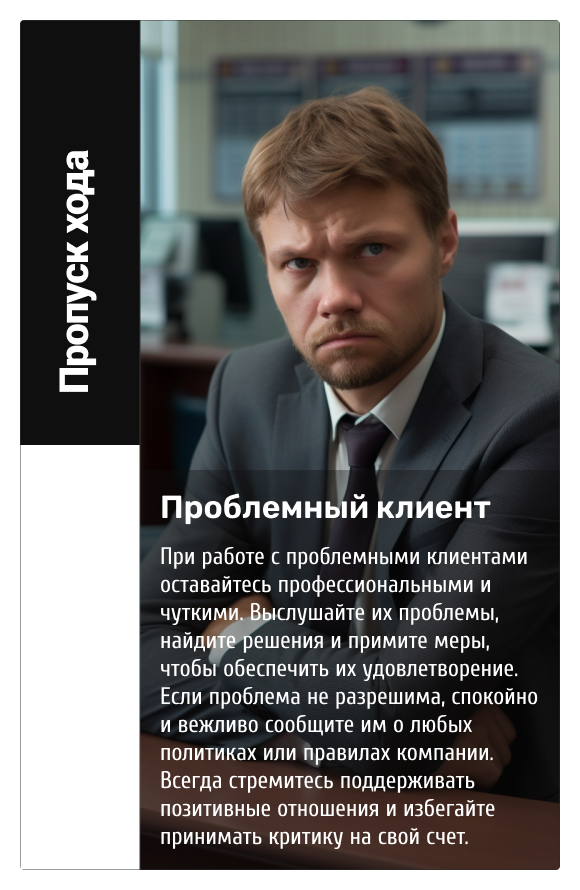 Пропуск хода
Проблемный клиент
При работе с проблемными клиентами
оставайтесь профессиональными и
чуткими. Выслушайте их проблемы,
найдите решения и примите меры,
чтобы обеспечить их удовлетворение.
Если проблема не разрешима, спокойно
и вежливо сообщите им о любых
политиках или правилах компании.
Всегда стремитесь поддерживать
позитивные отношения и избегайте
принимать критику на свой счет.